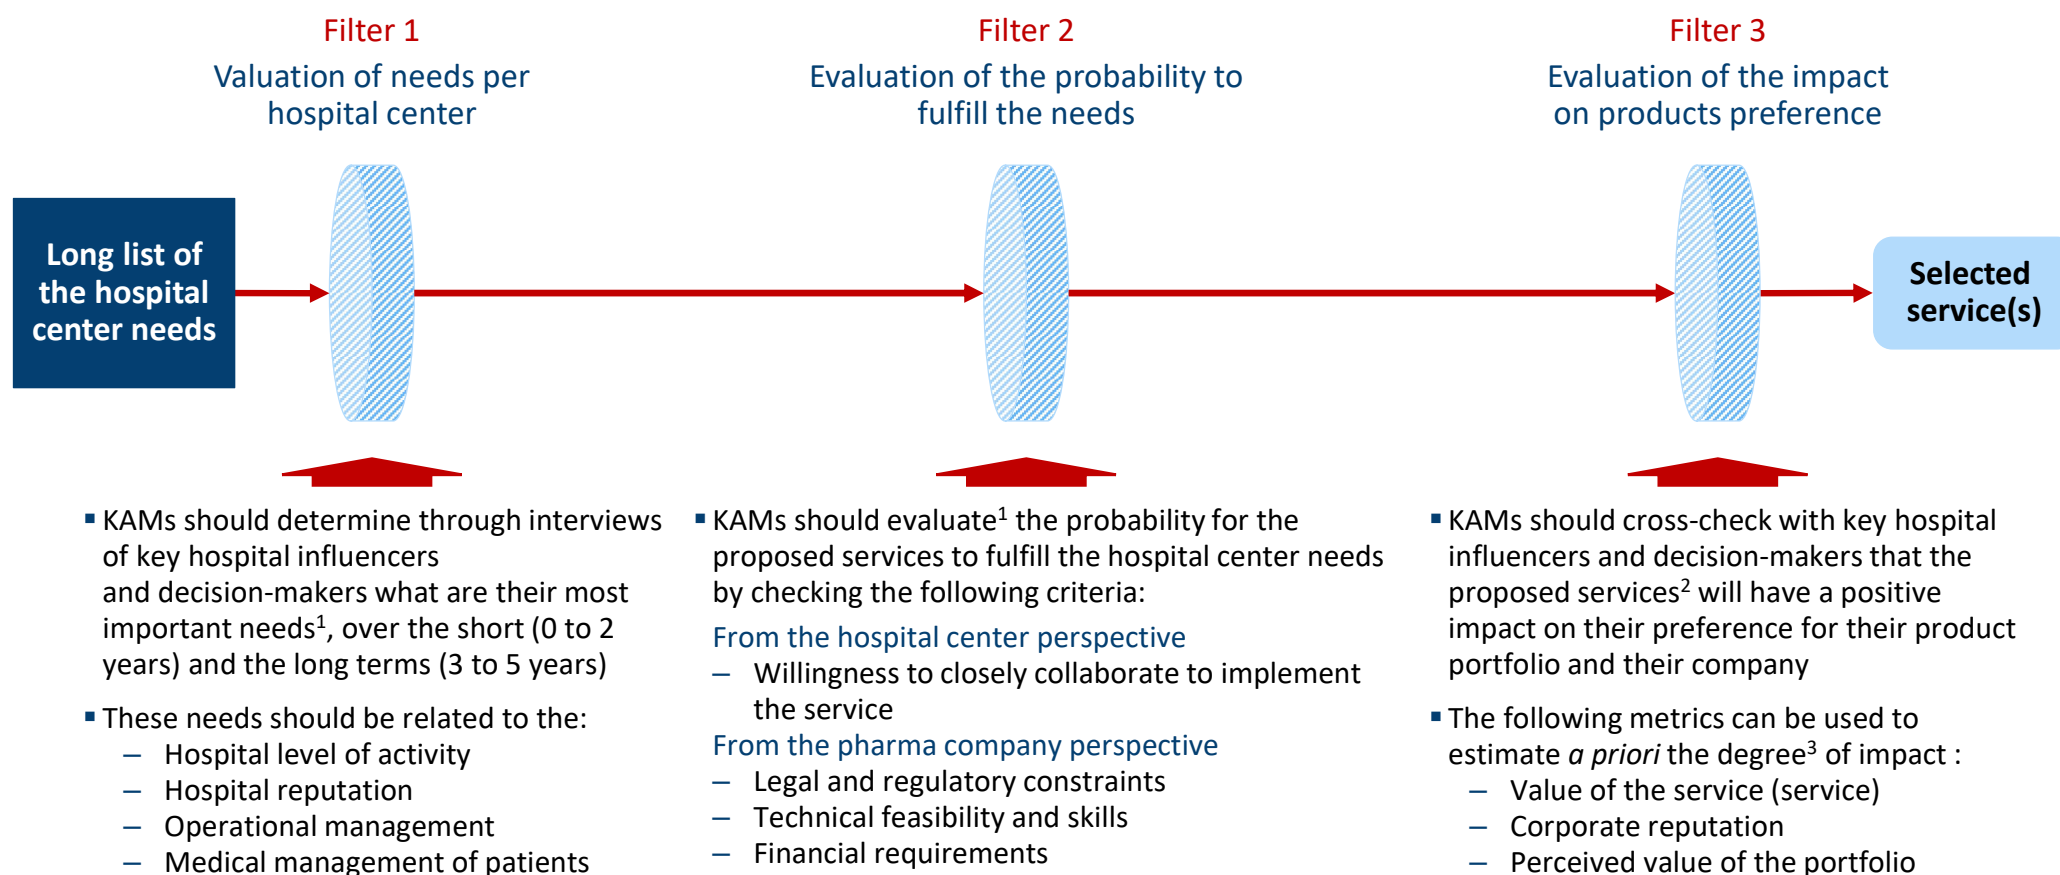 Filter 1
Valuation of needs per
hospital center
Filter 2
Evaluation of the probability to
fulfill the needs
Filter 3
Evaluation of the impact
on products preference
Long list of
the hospital
center needs
Selected
service(s)
▪ KAMs should determine through interviews
of key hospital influencers
and decision-makers what are their most
important needs¹, over the short (0 to 2
years) and the long terms (3 to 5 years)
▪ These needs should be related to the:
– Hospital level of activity
– Hospital reputation
– Operational management
– Medical management of patients
▪ KAMs should evaluate¹ the probability for the
proposed services to fulfill the hospital center needs
by checking the following criteria:
From the hospital center perspective
– Willingness to closely collaborate to implement
the service
From the pharma company perspective
– Legal and regulatory constraints
– Technical feasibility and skills
– Financial requirements
▪ KAMs should cross-check with key hospital
influencers and decision-makers that the
proposed services² will have a positive
impact on their preference for their product
portfolio and their company
▪ The following metrics can be used to
estimate a priori the degree³ of impact :
– Value of the service (service)
– Corporate reputation
– Perceived value of the portfolio